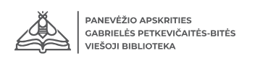 PANEVĖŽIO APSKRITIES
GABRIELĖS PETKEVIČAITĖS-BITĖS
VIEŠOJI BIBLIOTEKA